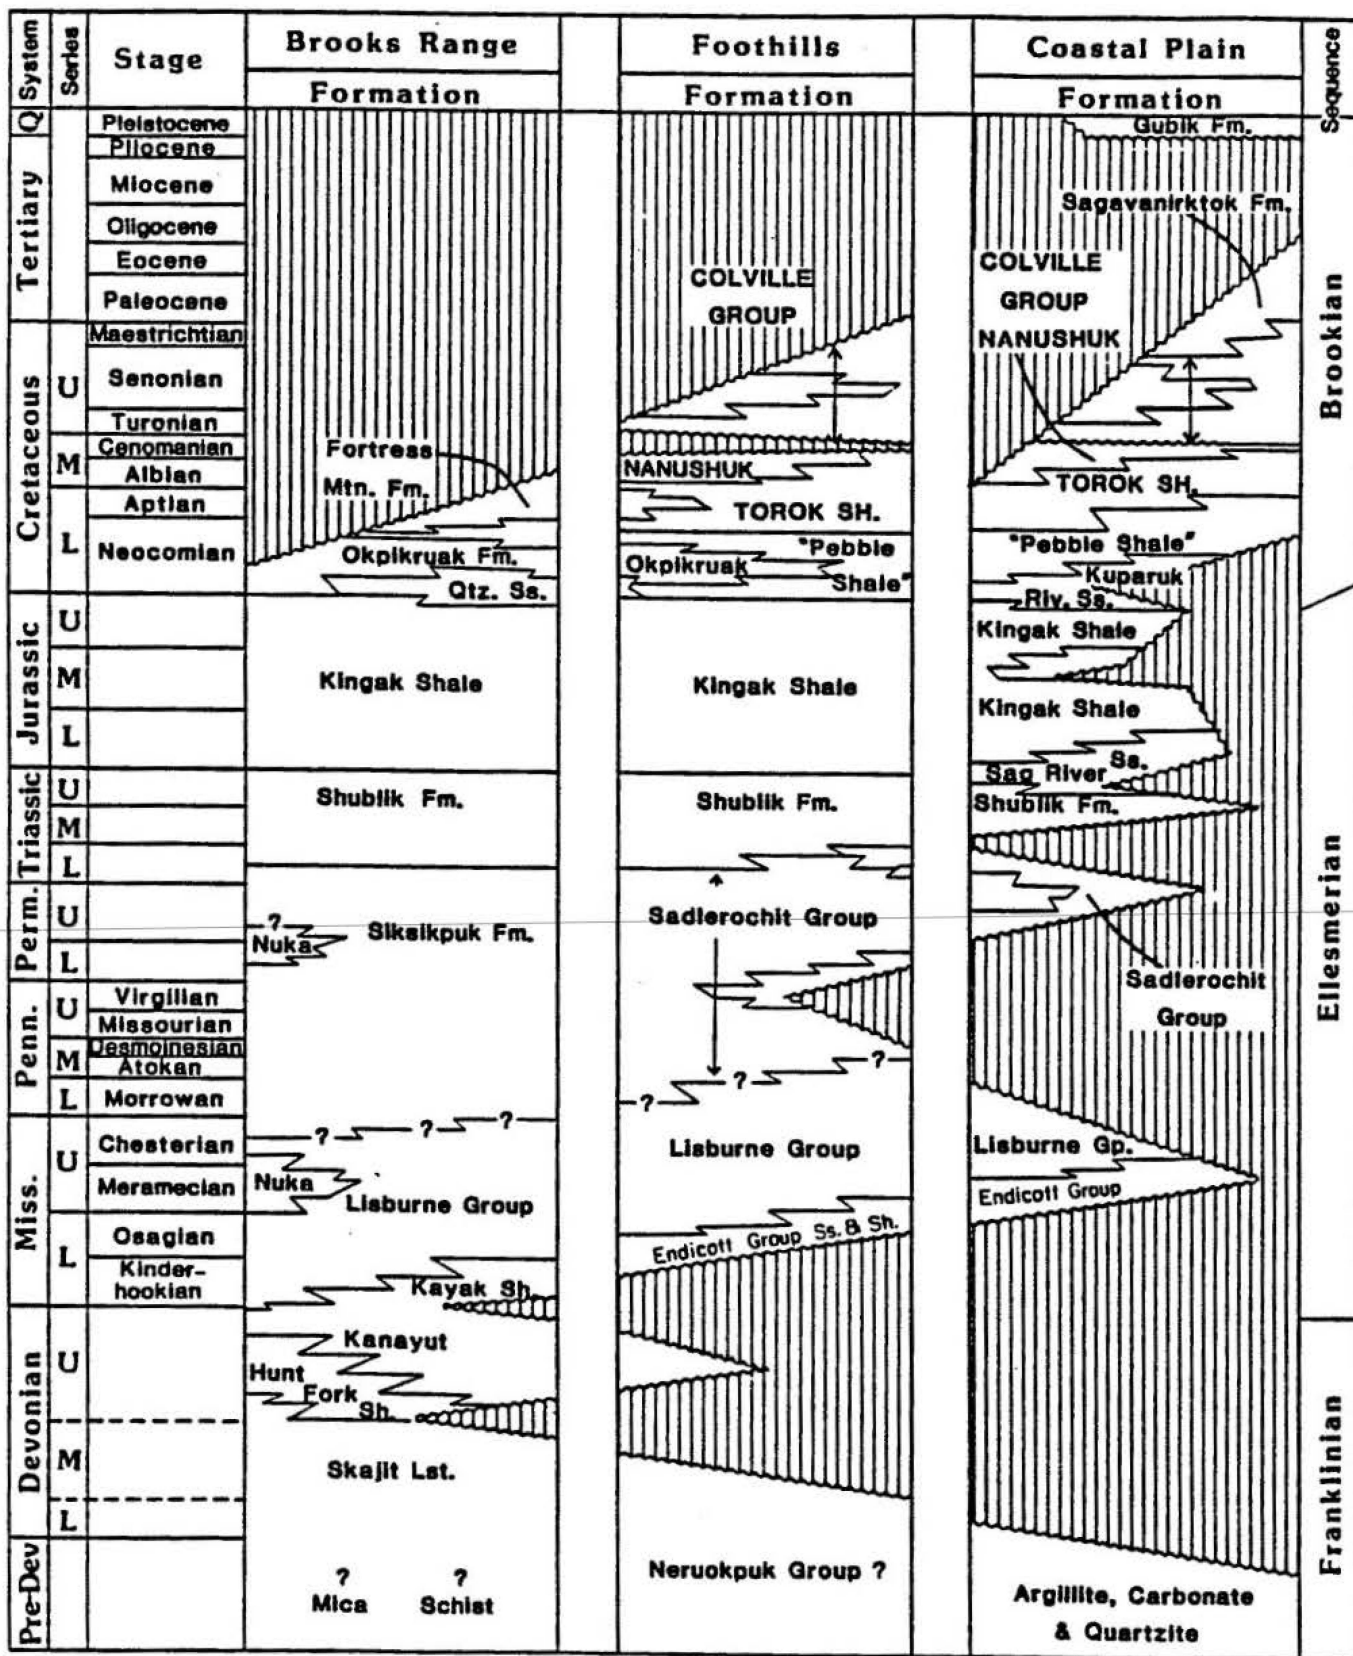 System
Series
Stage
Brooks Range
Formation
Foothills
Formation
Coastal Plain
Formation
Sequence
Q
Tertiary
Cretaceous
Jurassic
Triassic
Perm.
Penn.
Miss.
Devonian
Pre-Dev
U
M
L
U
M
L
U
M
L
U
L
U
M
L
U
L
U
M
L
Pleistocene
Pliocene
Miocene
Oligocene
Eocene
Paleocene
Maestrichtian
Senonian
Turonian
Cenomanian
Albian
Aptian
Neocomian
Virgilian
Missourian
Desmoinesian
Atokan
Morrowan
Chesterian
Meramecian
Osagian
Kinder-
hookian
Fortress
Mtn. Fm.
Okpikruak Fm.
Qtz. Ss.
Kingak Shale
Shublik Fm.
?
Nuka
Siksikpuk Fm.
? ? ?
Nuka
Lisburne Group
Kayak Sh.
Kanayut
Hunt
Fork
Sh.
Skajit Lst.
? ?
Mica Schist
COLVILLE
GROUP
NANUSHUK
TOROK SH.
"Pebble
Okpikruak
Shale"
Kingak Shale
Shublik Fm.
Sadlerochit Group
? ? ?
Lisburne Group
Endicott Group Ss. & Sh.
Neruokpuk Group ?
Gubik Fm.
Sagavanirktok Fm.
COLVILLE
GROUP
NANUSHUK
TOROK SH.
"Pebble Shale"
Kuparuk
Riv. Ss.
Kingak Shale
Kingak Shale
Ss.
Sag River
Shublik Fm.
Sadlerochit
Group
Lisburne Gp.
Endicott Group
Argillite, Carbonate
& Quartzite
Brookian
Ellesmerian
Franklinian